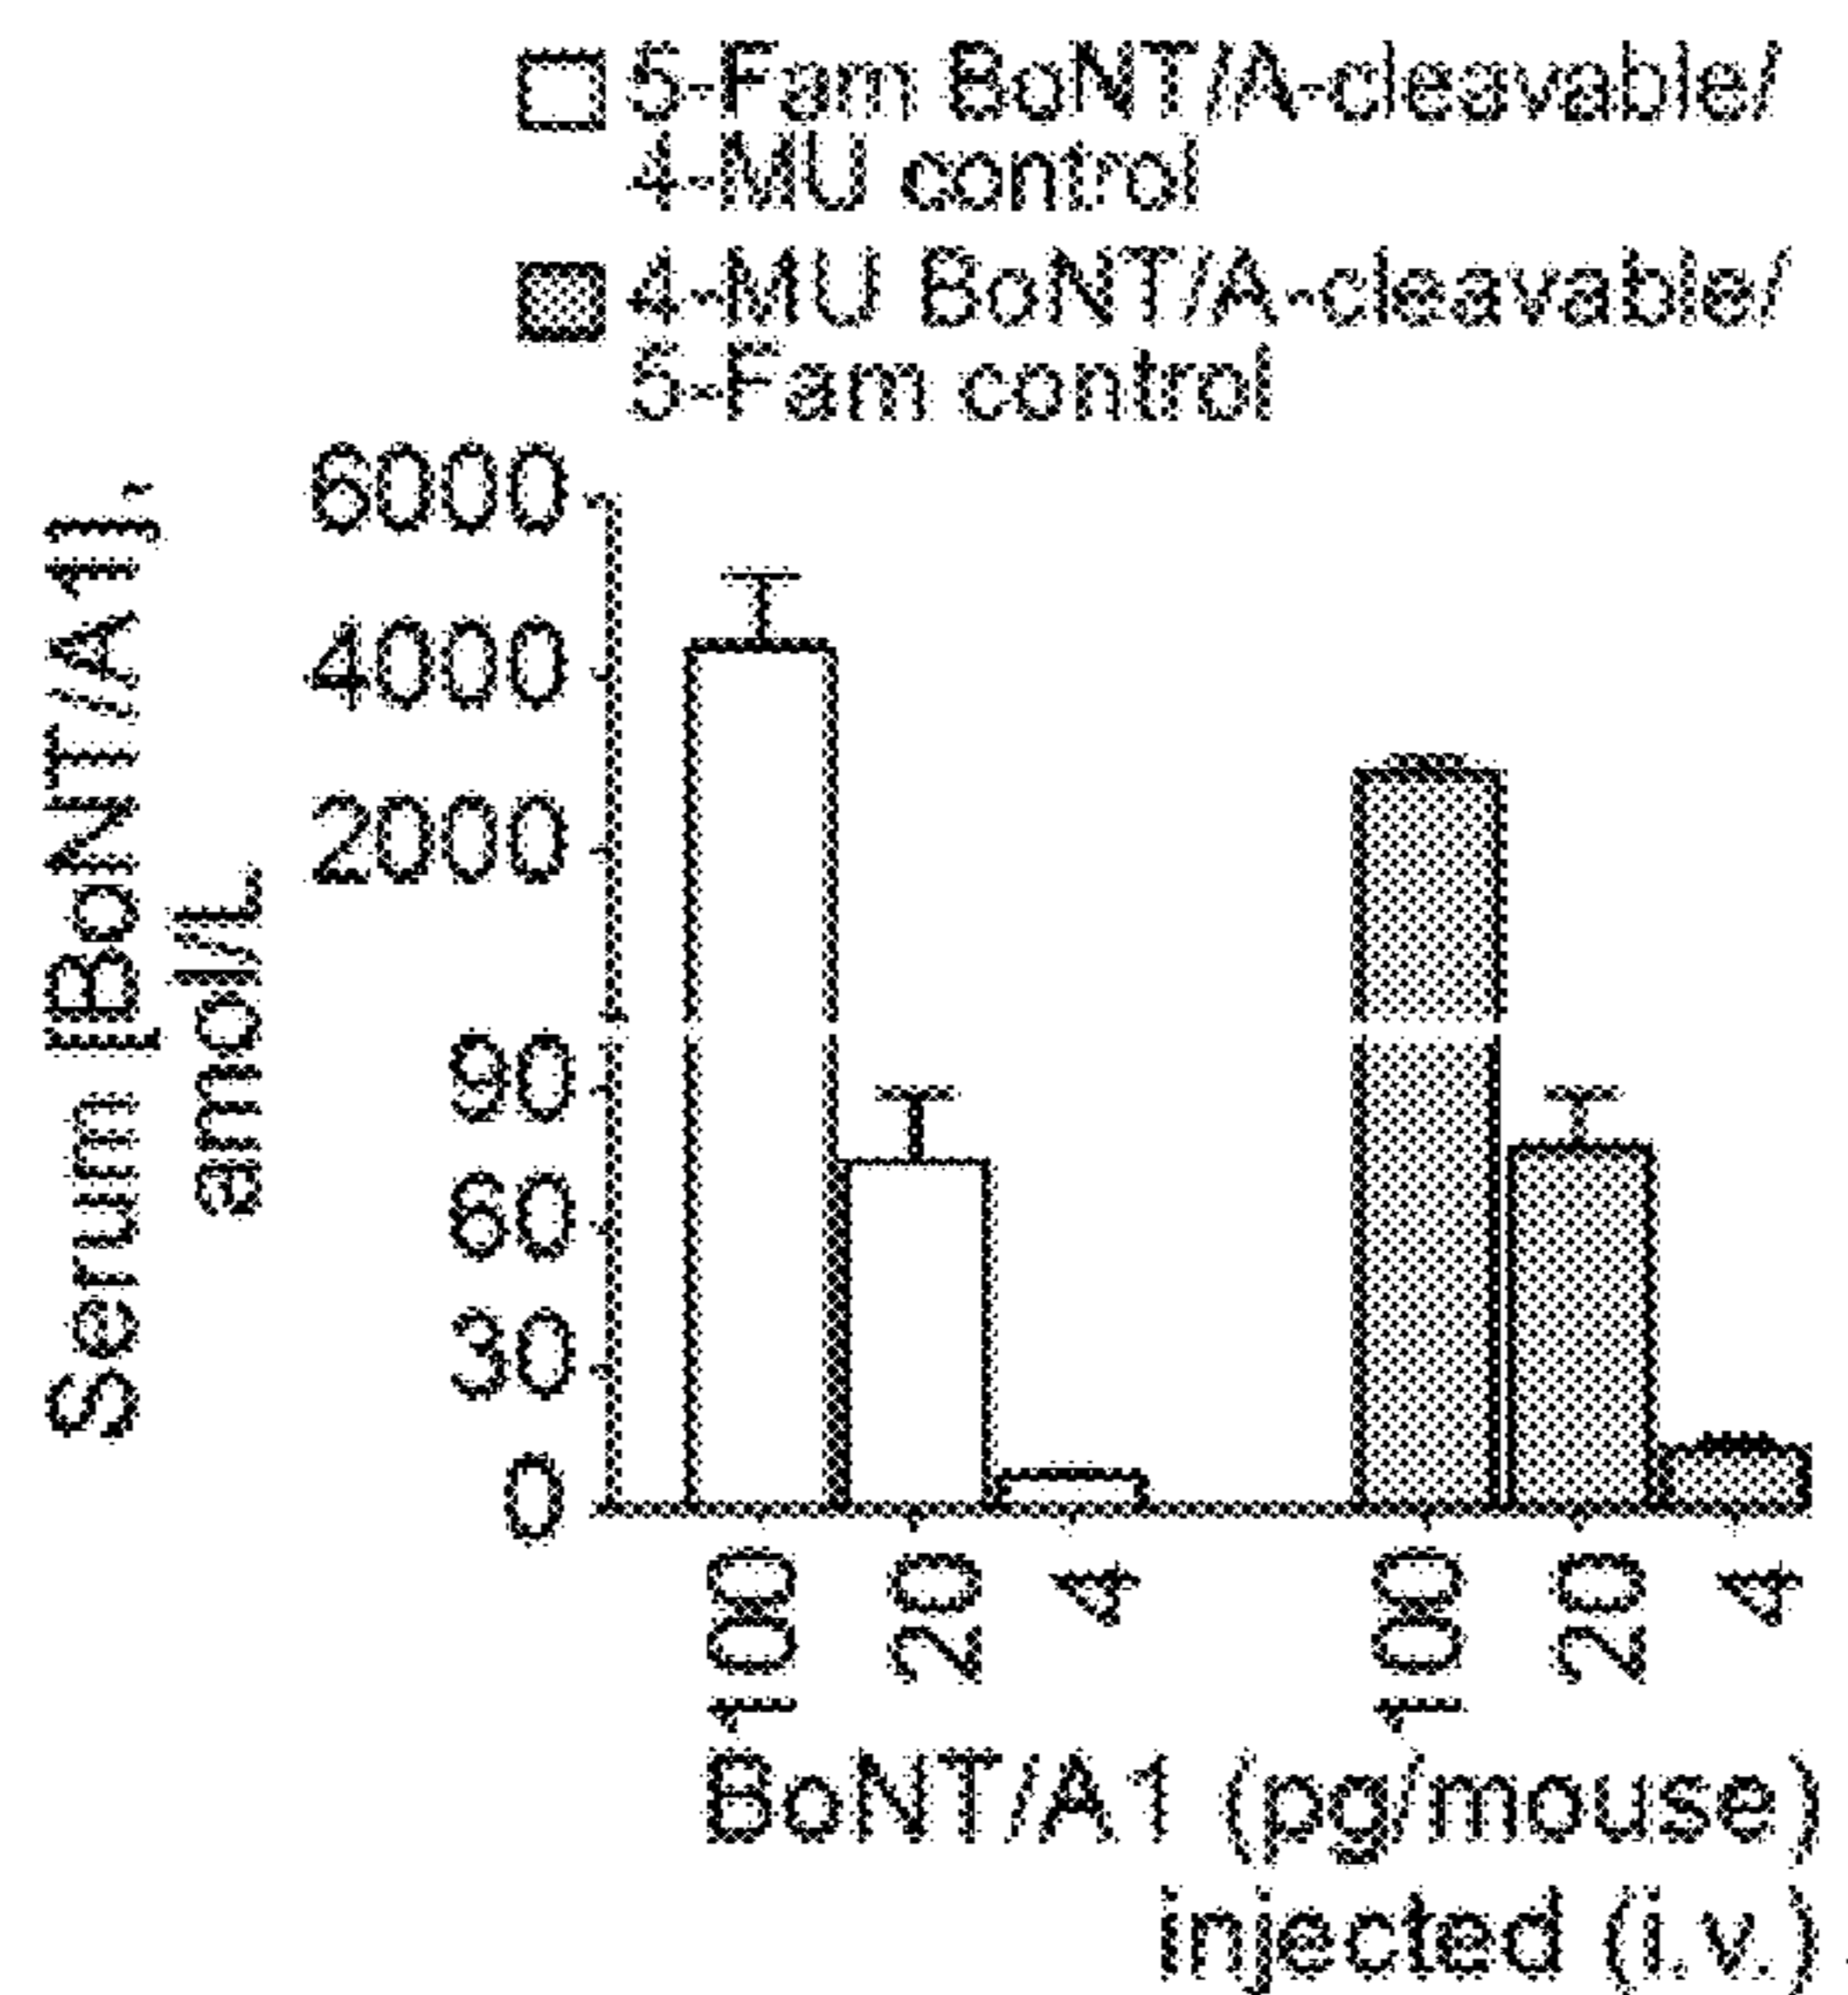 5-Fam BoNT/A-cleavable/
4-MU control
4-MU BoNT/A-cleavable/
5-Fam control
Serum [BoNT/A1],
amol/L
6000
4000
2000
90
60
30
0
100
20
4
100
20
4
BoNT/A1 (pg/mouse)
injected (i.v.)